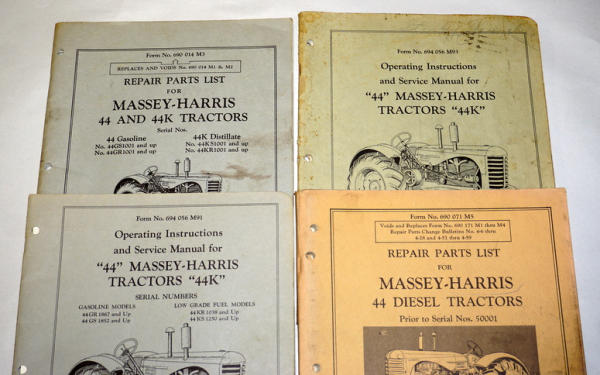 Form No. 690 014 M3
REPLACES AND VOIDS No. 690 014 M1 & M2
REPAIR PARTS LIST
FOR
MASSEY-HARRIS
44 AND 44K TRACTORS
Serial Nos.
44 Gasoline
No. 44GS1001 and up
No. 44GR1001 and up
44K Distillate
No. 44KS1001 and up
No. 44KR1001 and up
Form No. 694 056 M93
Operating Instructions
and Service Manual for
"44" MASSEY-HARRIS
TRACTORS "44K"
Form No. 694 056 M91
Operating Instructions
and Service Manual for
"44" MASSEY-HARRIS
TRACTORS "44K"
SERIAL NUMBERS
GASOLINE MODELS
44 GR 1867 and Up
44 GS 1852 and Up
LOW GRADE FUEL MODELS
44 KR 1038 and Up
44 KS 1250 and Up
Form No. 690 071 M5
Voids and Replaces Form No. 690 171 M1 thru M4
Repair Parts Change Bulletins No.
4-28 and 4-51 thru 4-59
REPAIR PARTS LIST
FOR
MASSEY-HARRIS
44 DIESEL TRACTORS
Prior to Serial Nos. 50001